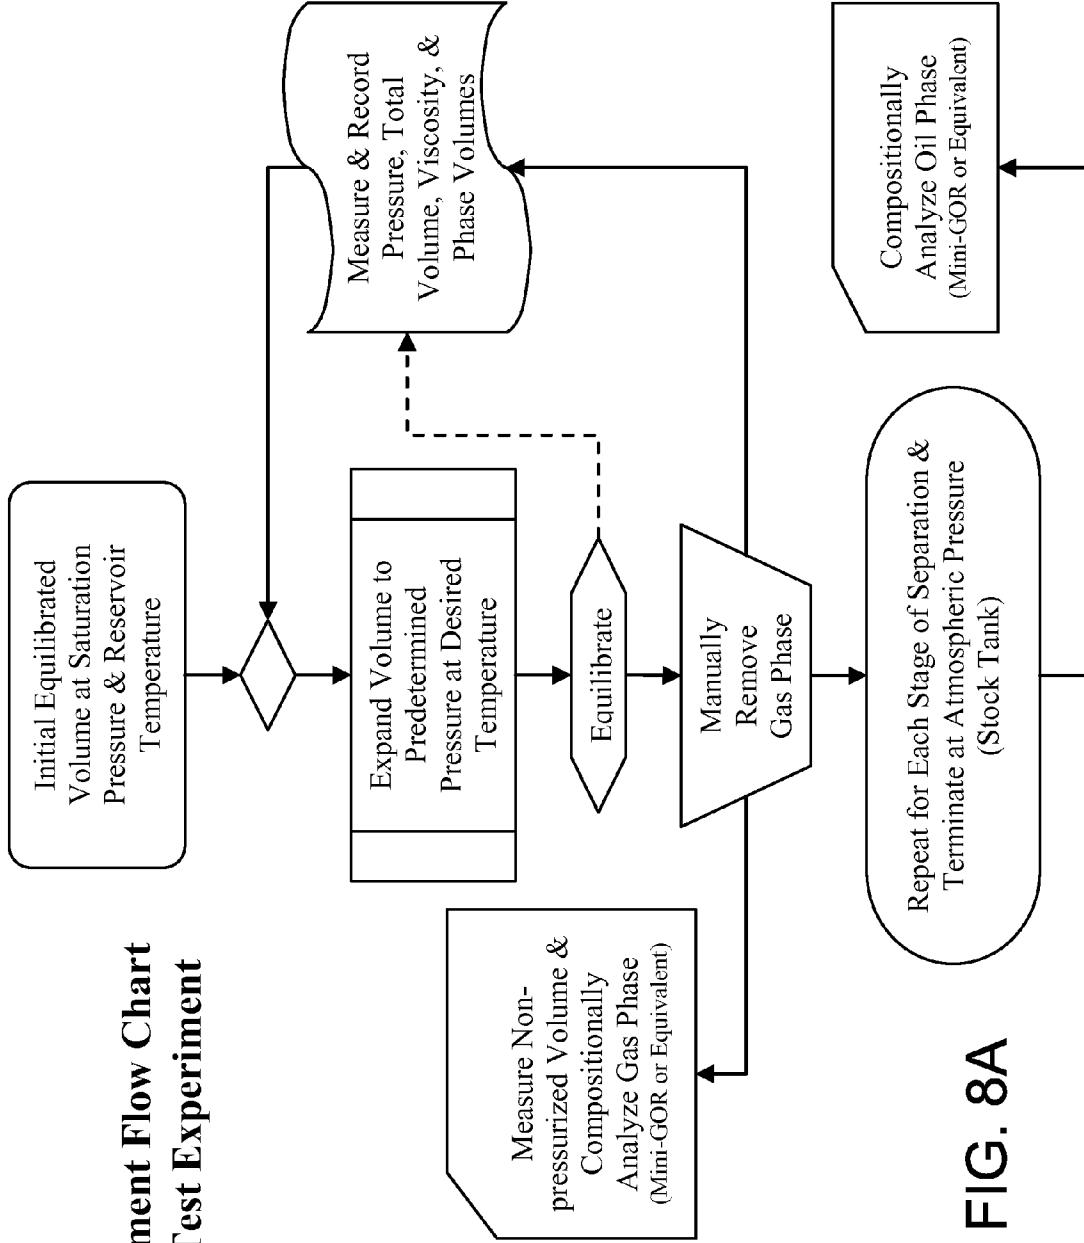 ment Flow Chart
Test Experiment
Initial Equilibrated
Volume at Saturation
Pressure & Reservoir
Temperature
Measure & Record
Pressure, Total
Volume, Viscosity, &
Phase Volumes
Expand Volume to
Predetermined
Pressure at Desired
Temperature
Equilibrate
Manually
Remove
Gas Phase
Measure Non-
pressurized Volume &
Compositionally
Analyze Gas Phase
(Mini-GOR or Equivalent)
Repeat for Each Stage of Separation &
Terminate at Atmospheric Pressure
(Stock Tank)
Compositionally
Analyze Oil Phase
(Mini-GOR or Equivalent)
FIG. 8A